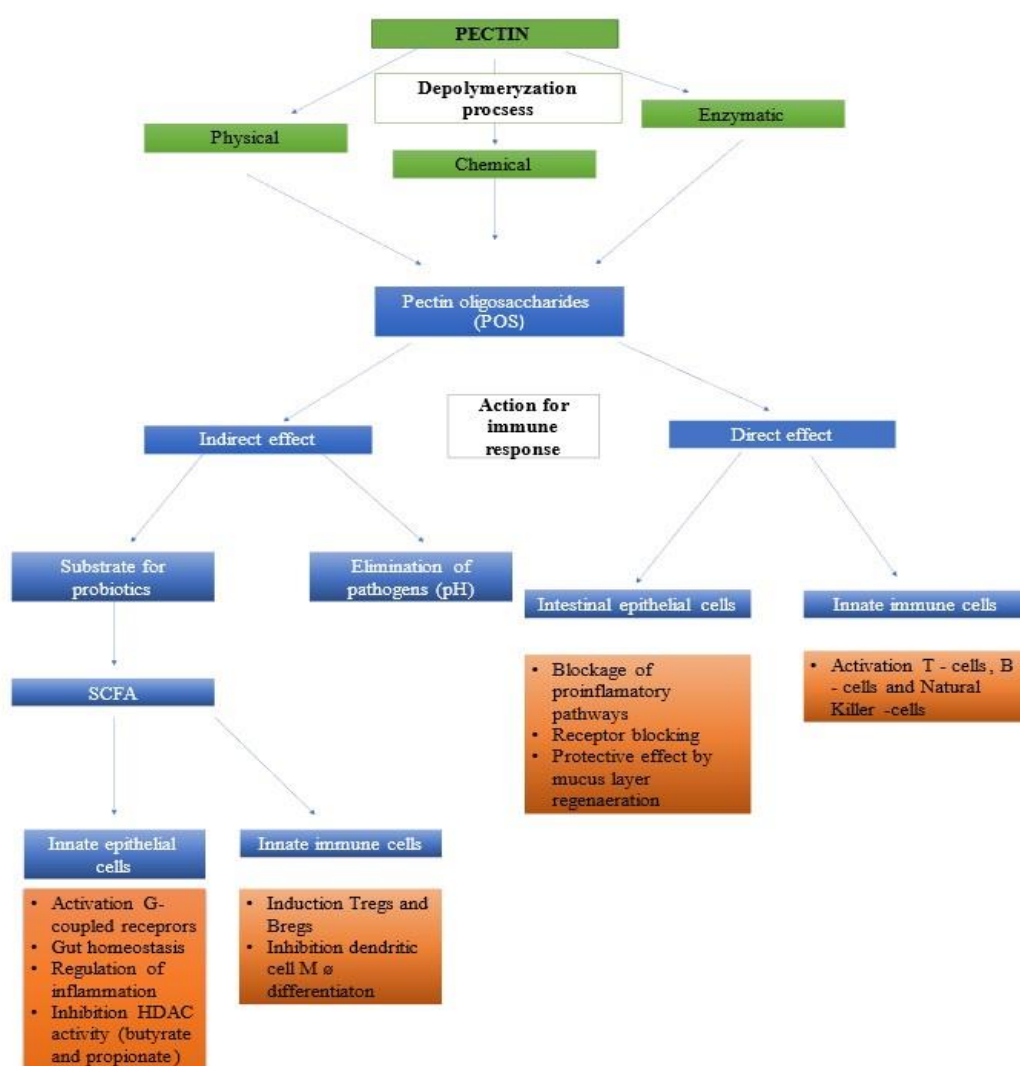 PECTIN
Depolymeryzation
procsess
Physical
Chemical
Enzymatic
Pectin oligosaccharides
(POS)
Action for
immune
response
Indirect effect
Direct effect
Substrate for
probiotics
Elimination of
pathogens (pH)
Intestinal epithelial cells
Innate immune cells
• Blockage of
proinflamatory
pathways
• Receptor blocking
• Protective effect by
mucus layer
regenaeration
• Activation T - cells, B
- cells and Natural
Killer -cells
SCFA
Innate epithelial
cells
Innate immune cells
• Activation G-
coupled receprors
• Gut homeostasis
• Regulation of
inflammation
• Inhibition HDAC
activity (butyrate
and propionate)
• Induction Tregs and
Bregs
• Inhibition dendritic
cell M ø
differentiaton